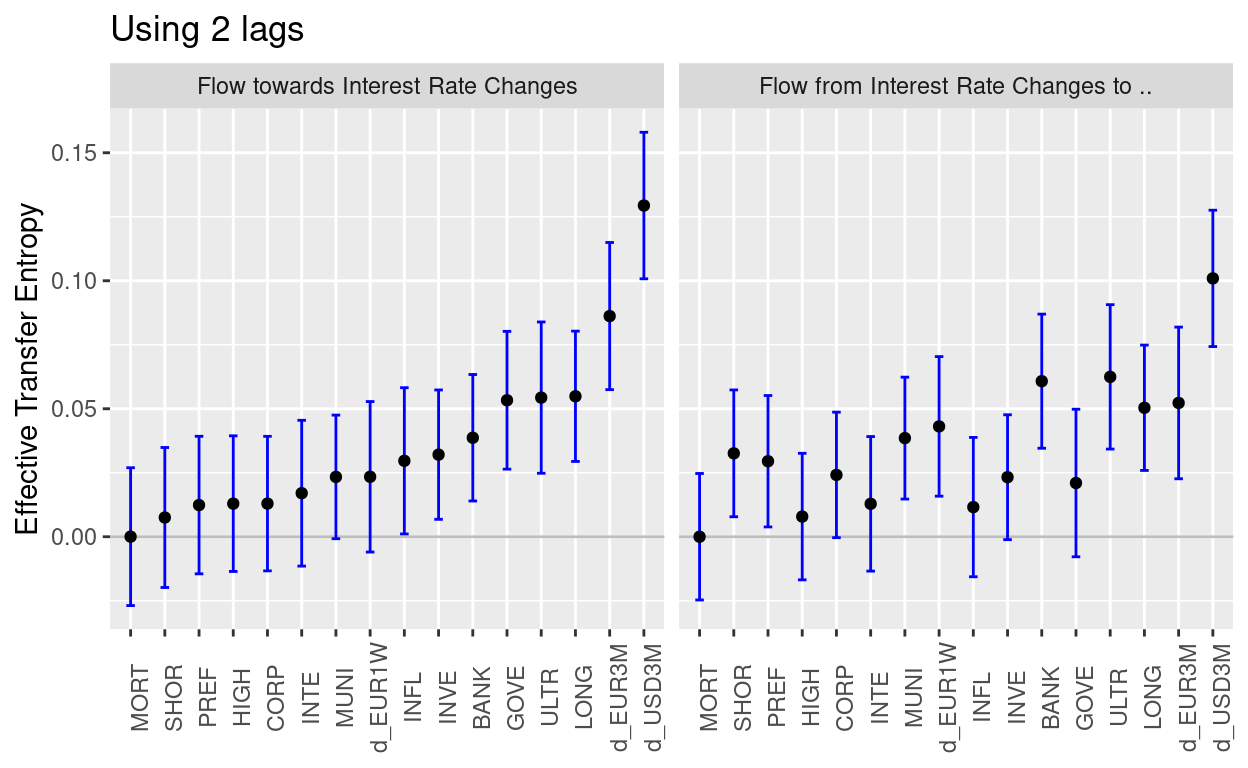 Using 2 lags
Flow towards Interest Rate Changes
Flow from Interest Rate Changes to ..
Effective Transfer Entropy
0.15
0.10
0.05
0.00
MORT
SHOR
PREF
HIGH
CORP
INTE
MUNI
d_EUR1W
INFL
INVE
BANK
GOVE
ULTR
LONG
d_EUR3M
d_USD3M
MORT
SHOR
PREF
HIGH
CORP
INTE
MUNI
d_EUR1W
INFL
INVE
BANK
GOVE
ULTR
LONG
d_EUR3M
d_USD3M